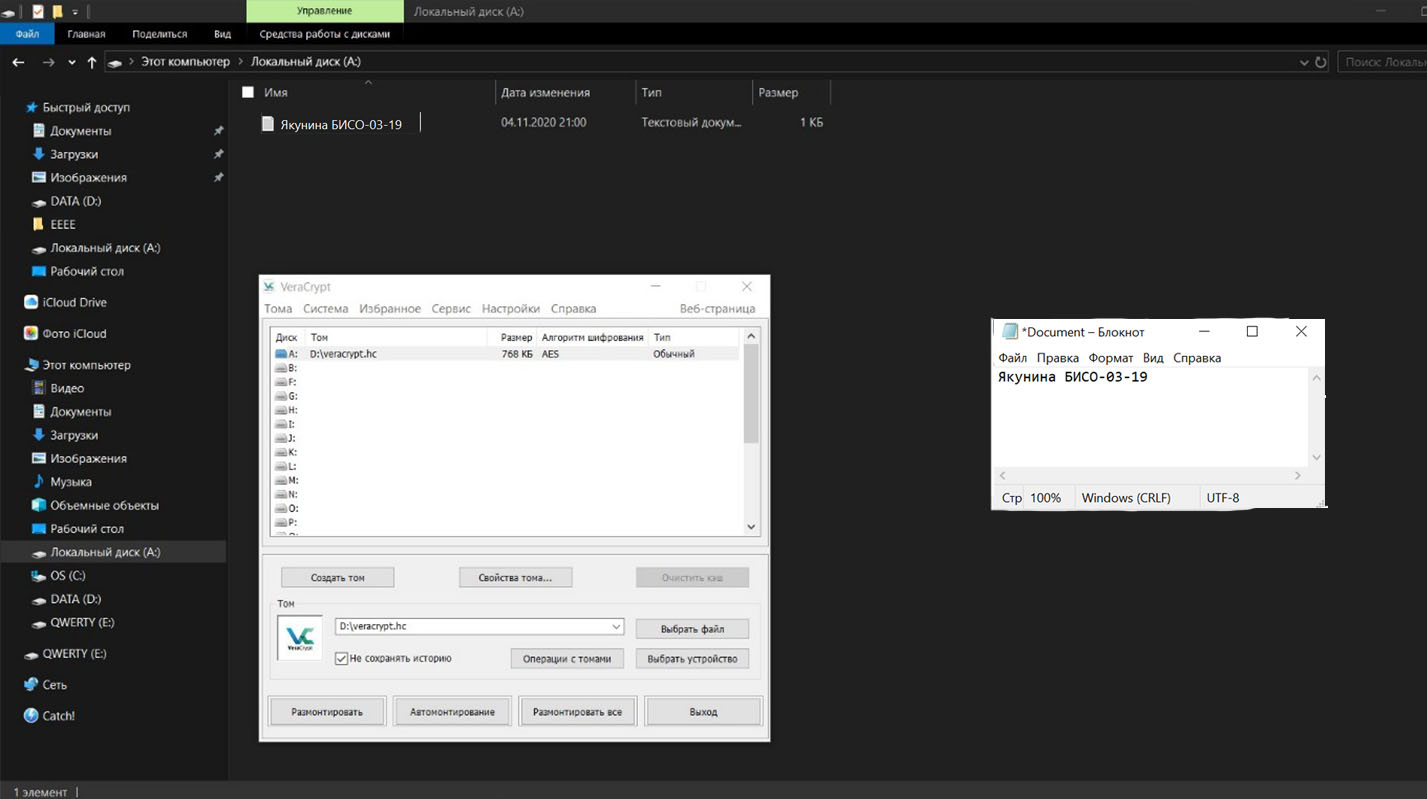 Управление
Локальный диск (A:)
Файл
Главная
Поделиться
Вид
Средства работы с дисками
Этот компьютер
Локальный диск (A:)
Поиск: Локаль
Имя
Дата изменения
Тип
Размер
Якунина БИСО-03-19
04.11.2020 21:00
Текстовый докум...
1 КБ
Быстрый доступ
Документы
Загрузки
Изображения
DATA (D:)
EEEE
Локальный диск (A:)
Рабочий стол
iCloud Drive
Фото iCloud
Этот компьютер
Видео
Документы
Загрузки
Изображения
Музыка
Объемные объекты
Рабочий стол
Локальный диск (A:)
OS (C:)
DATA (D:)
QWERTY (E:)
QWERTY (E:)
Сеть
Catch!
1 элемент
VeraCrypt
Тома Система Избранное Сервис Настройки Справка Веб-страница
Диск Том Размер Алгоритм шифрования Тип
A: D:\veracrypt.hc 768 КБ AES Обычный
B:
F:
G:
H:
I:
J:
K:
L:
M:
N:
O:
P:
Создать том
Свойства тома...
Очистить кэш
Том
VeraCrypt
D:\veracrypt.hc
Выбрать файл
Не сохранять историю
Операции с томами
Выбрать устройство
Размонтировать
Автомонтирование
Размонтировать все
Выход
*Document – Блокнот
Файл Правка Формат Вид Справка
Якунина БИСО-03-19
Стр 100% Windows (CRLF) UTF-8